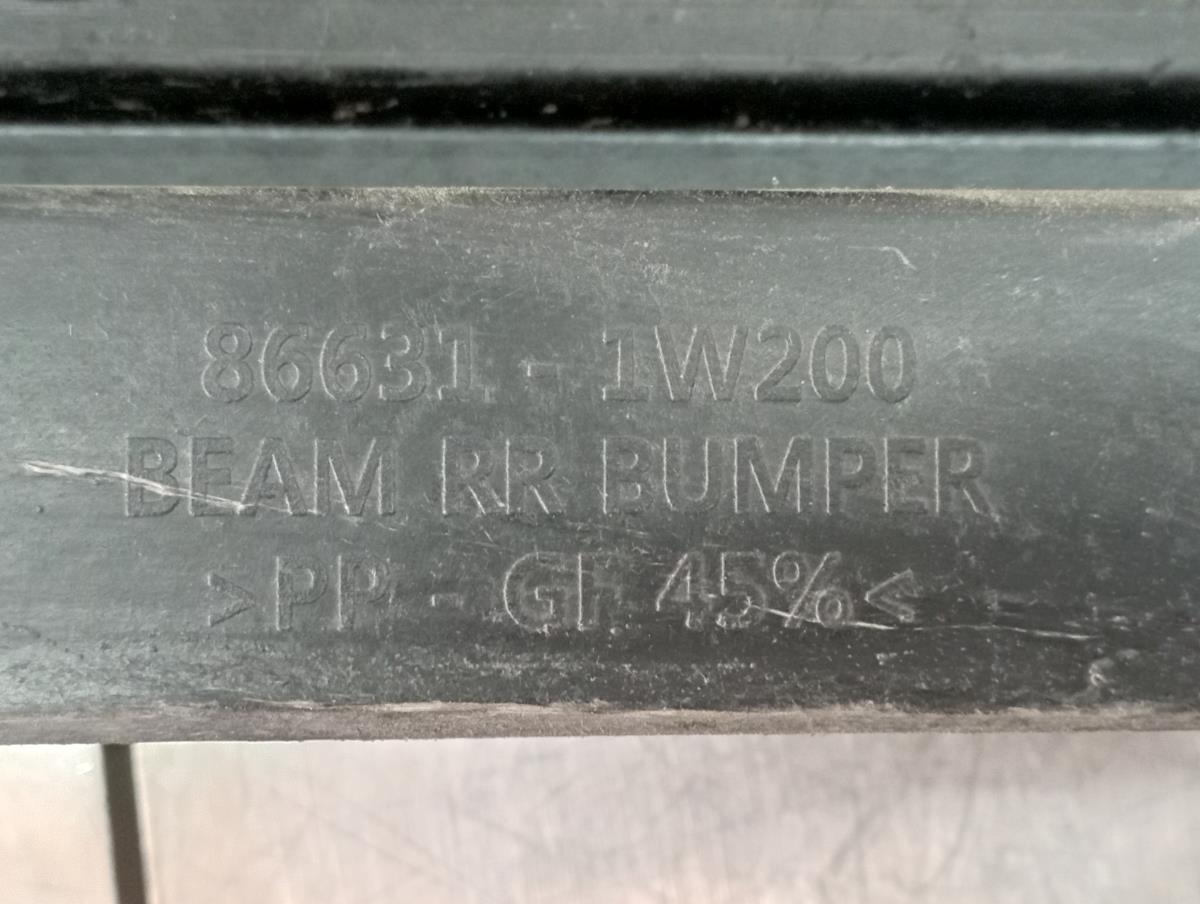 86631 - 1W200
BEAM RR BUMPER
>PP - GF 45%<